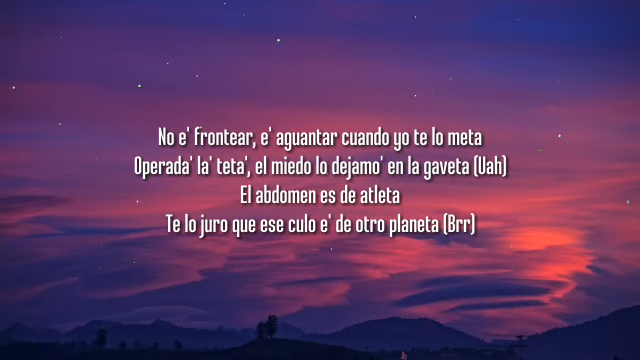 No e' frontear, e' aguantar cuando yo te lo meta
Operada' la' teta', el miedo lo dejamo' en la gaveta (Uah)
El abdomen es de atleta
Te lo juro que ese culo e' de otro planeta (Brr)